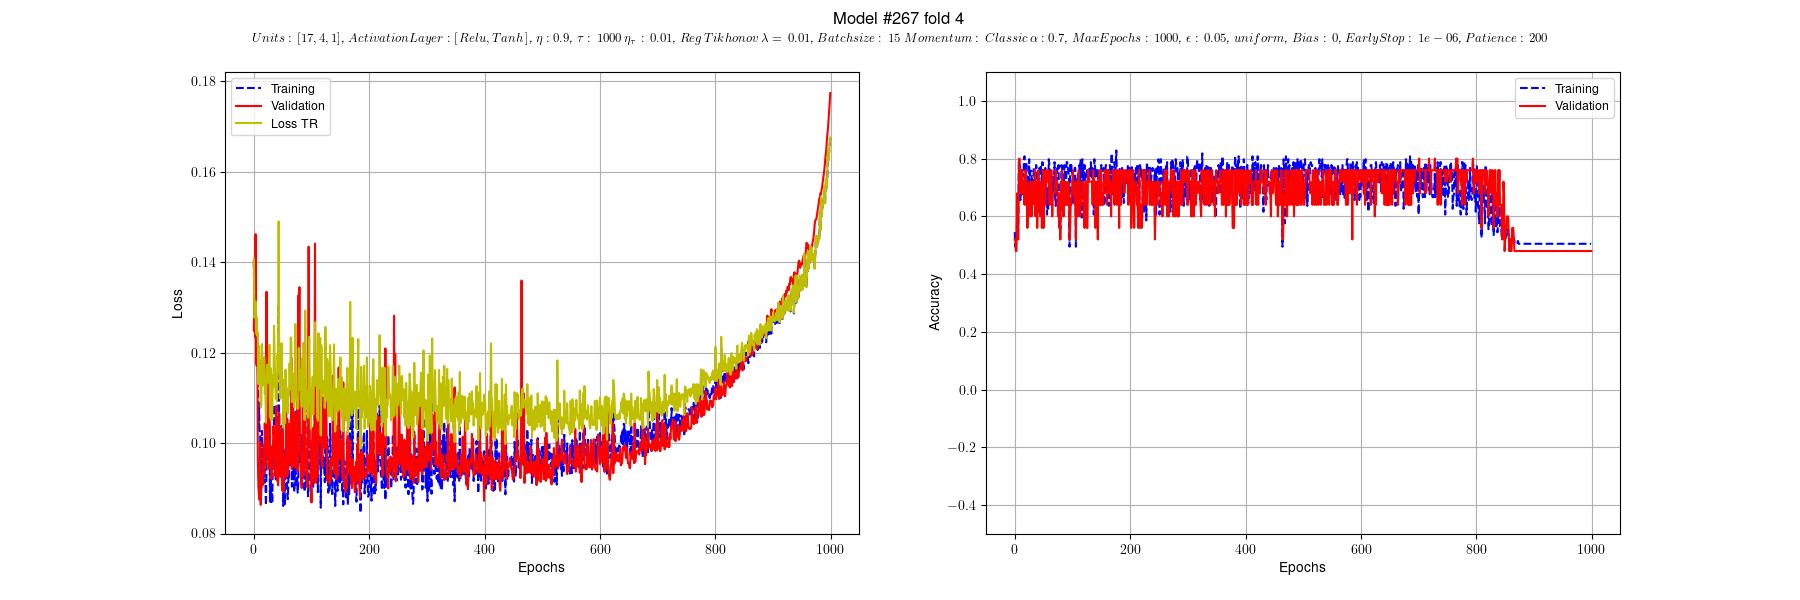 Model #267 fold 4
Units : [17, 4, 1], ActivationLayer : [Relu, Tanh], η : 0.9, τ : 1000 ητ : 0.01, Reg Tikhonov λ = 0.01, Batchsize : 15 Momentum : Classic α : 0.7, MaxEpochs : 1000, ϵ : 0.05, uniform, Bias : 0, EarlyStop : 1e − 06, Patience : 200
0.18
0.16
0.14
0.12
0.10
0.08
Loss
Training
Validation
Loss TR
0 200 400 600 800 1000
Epochs
1.0
0.8
0.6
0.4
0.2
0.0
−0.2
−0.4
Accuracy
Training
Validation
0 200 400 600 800 1000
Epochs